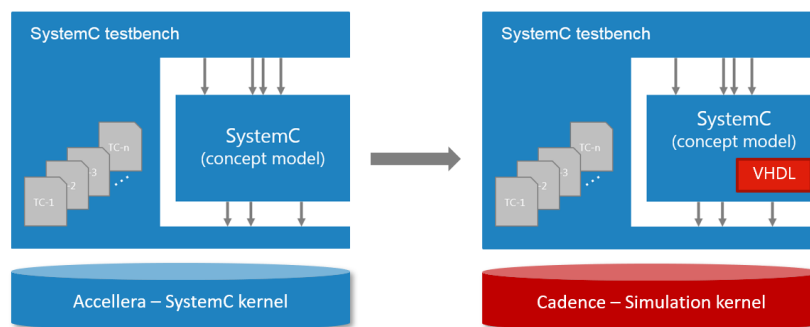 SystemC testbench
SystemC
(concept model)
TC-n
-3
-2
TC-1
Accellera – SystemC kernel
SystemC testbench
SystemC
(concept model)
VHDL
TC-n
-3
-2
TC-1
Cadence – Simulation kernel